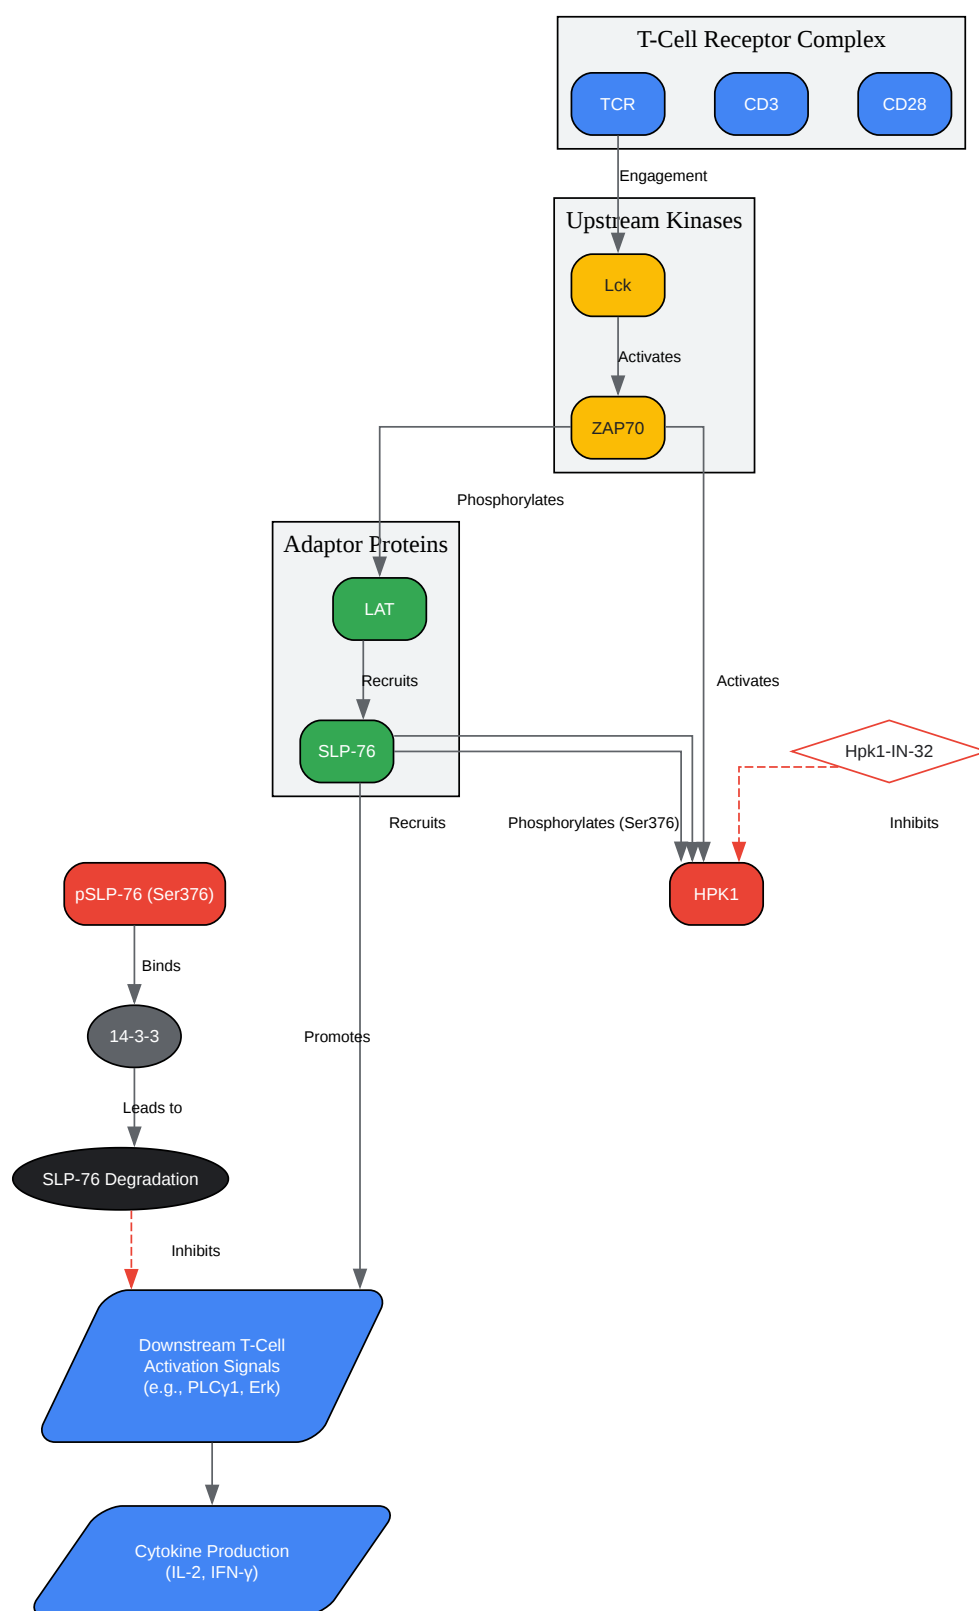 T-Cell Receptor Complex
TCR
CD3
CD28
Engagement
Upstream Kinases
Lck
Activates
ZAP70
Phosphorylates
Adaptor Proteins
LAT
Recruits
Activates
SLP-76
Hpk1-IN-32
Recruits
Phosphorylates (Ser376)
Inhibits
pSLP-76 (Ser376)
HPK1
Binds
14-3-3
Promotes
Leads to
SLP-76 Degradation
Inhibits
Downstream T-Cell
Activation Signals
(e.g., PLCγ1, Erk)
Cytokine Production
(IL-2, IFN-γ)